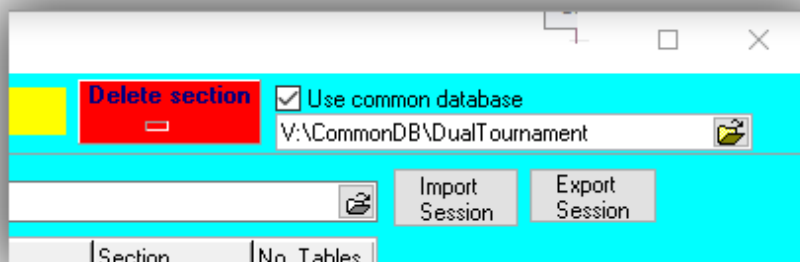 Delete section
Use common database
V:\CommonDB\DualTournament
Import
Session
Export
Session
Section
No. Tables